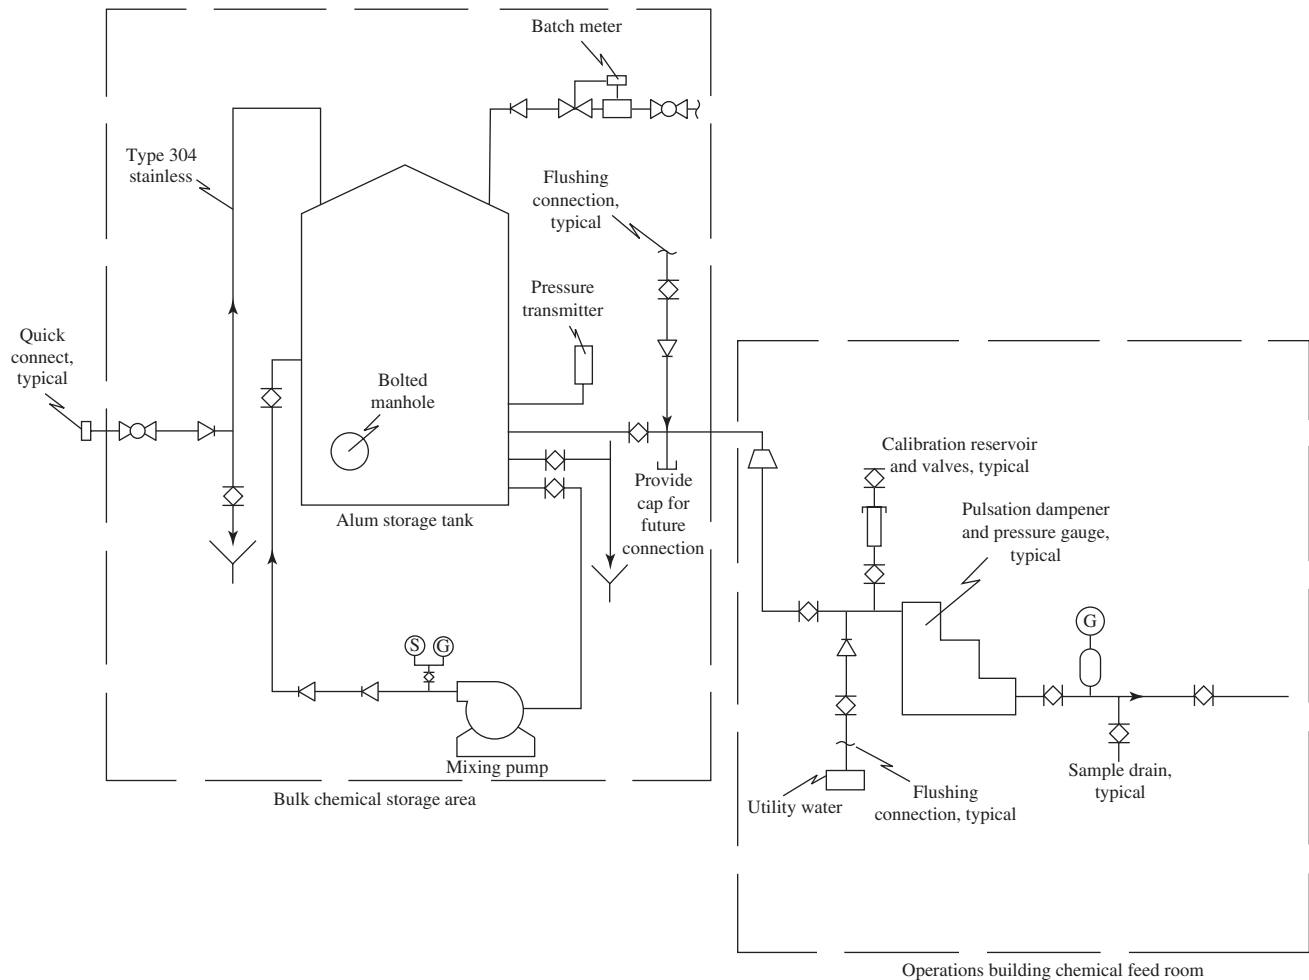 Batch meter
Type 304
stainless
Flushing
connection,
typical
Pressure
transmitter
Quick
connect,
typical
Bolted
manhole
Alum storage tank
Provide
cap for
future
connection
Calibration reservoir
and valves, typical
Pulsation dampener
and pressure gauge,
typical
S
G
G
Mixing pump
Bulk chemical storage area
Utility water
Flushing
connection, typical
Sample drain,
typical
Operations building chemical feed room